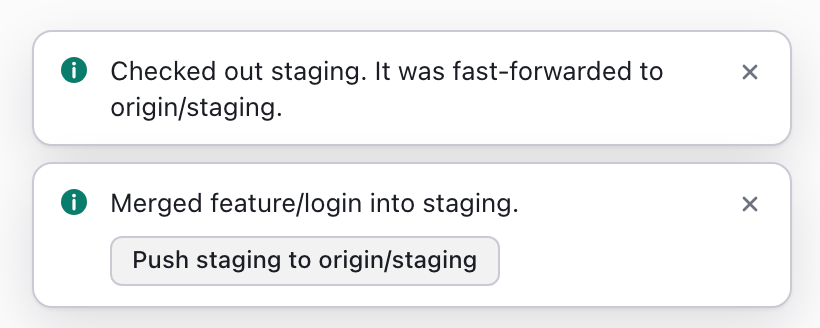 Checked out staging. It was fast-forwarded to
origin/staging.
Merged feature/login into staging.
Push staging to origin/staging